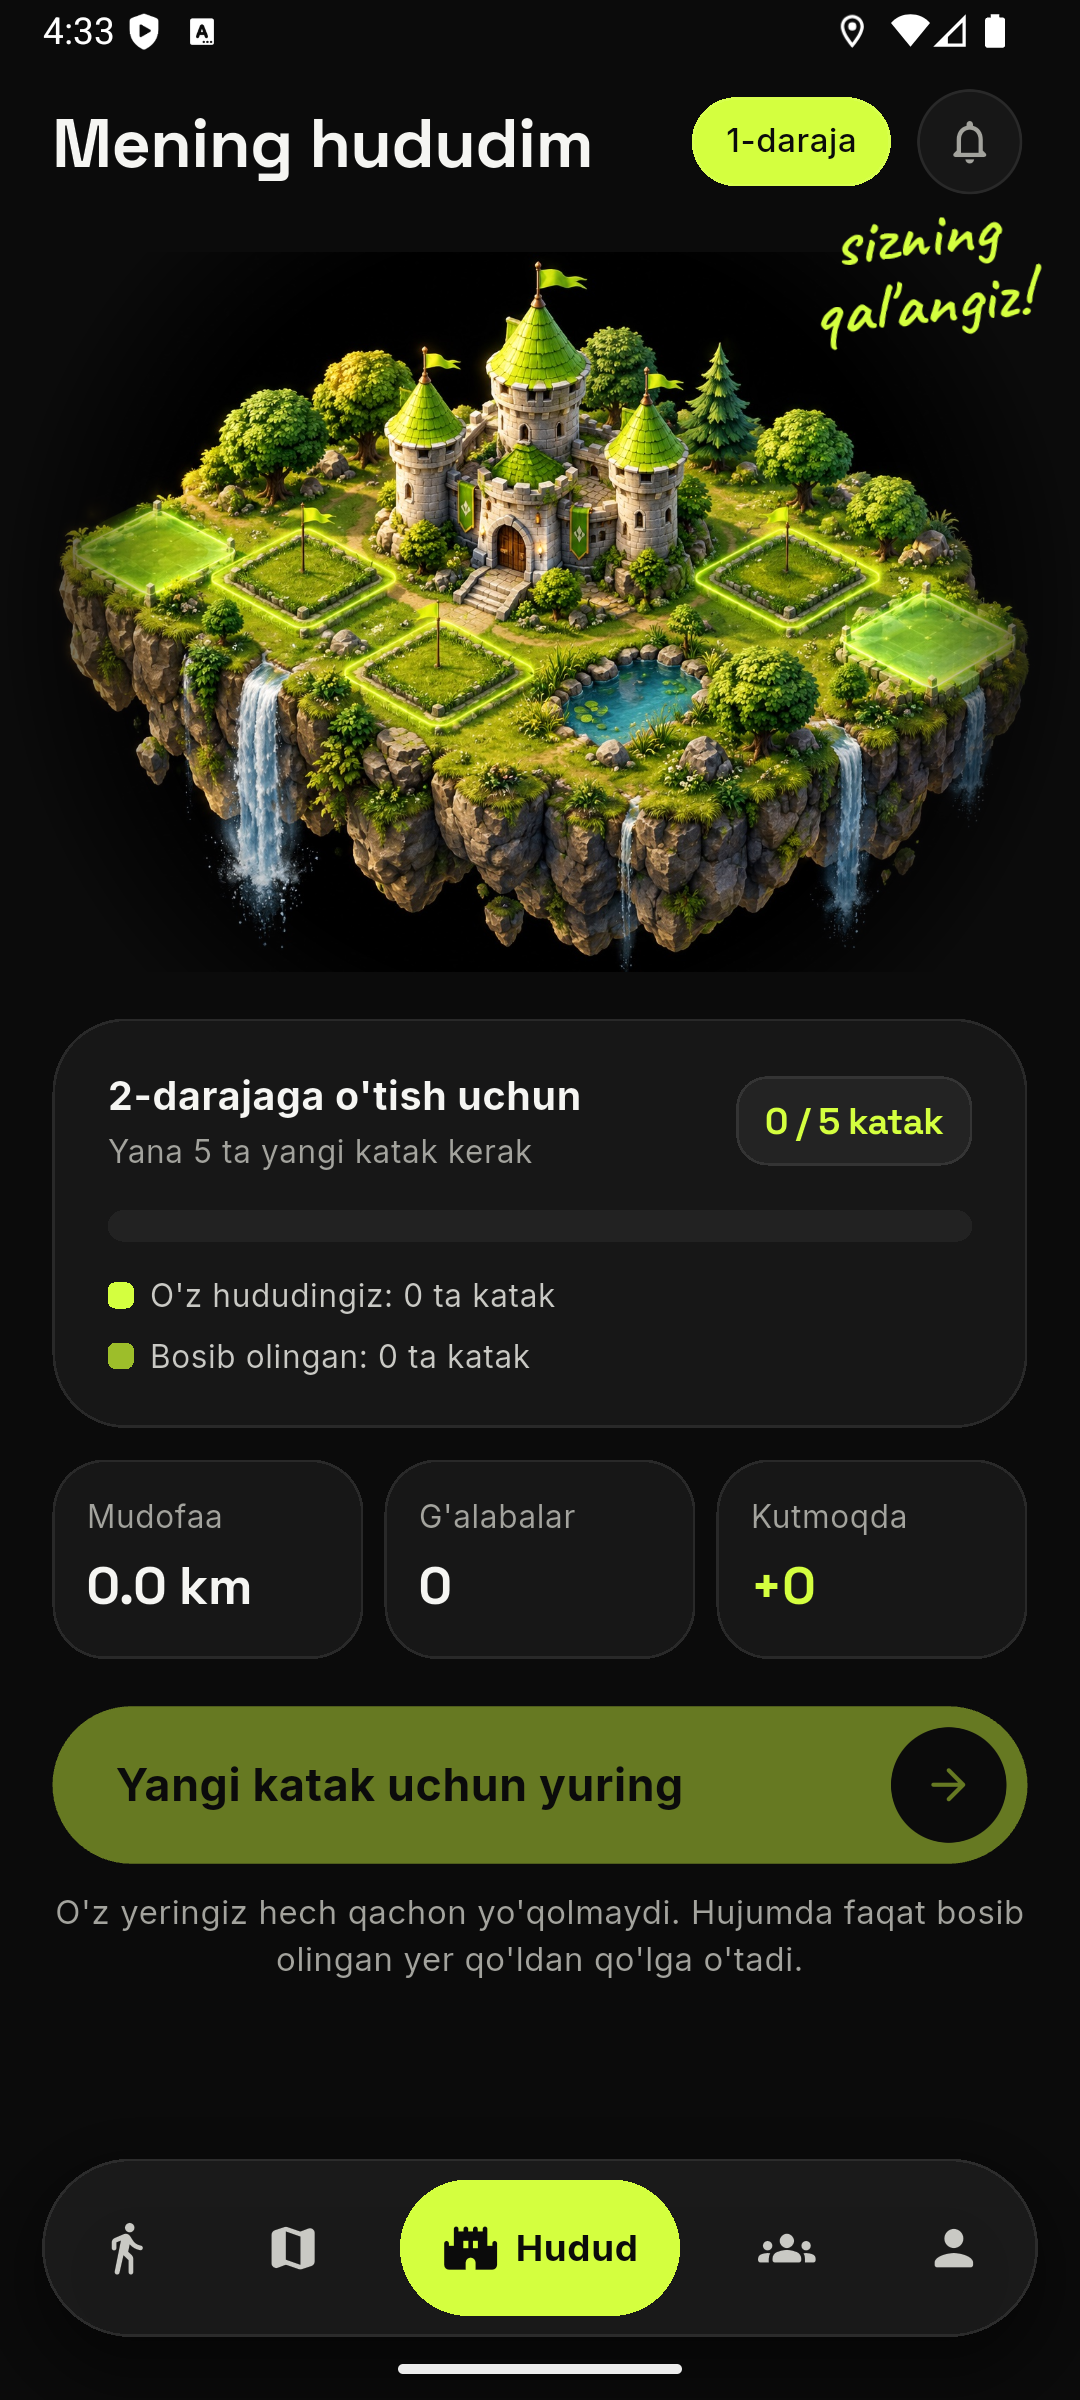 4:33
Mening hududim
1-daraja
sizning
qal'angiz!
2-darajaga o'tish uchun
Yana 5 ta yangi katak kerak
0 / 5 katak
O'z hududingiz: 0 ta katak
Bosib olingan: 0 ta katak
Mudofaa
0.0 km
G'alabalar
0
Kutmoqda
+0
Yangi katak uchun yuring
O'z yeringiz hech qachon yo'qolmaydi. Hujumda faqat bosib
olingan yer qo'ldan qo'lga o'tadi.
Hudud